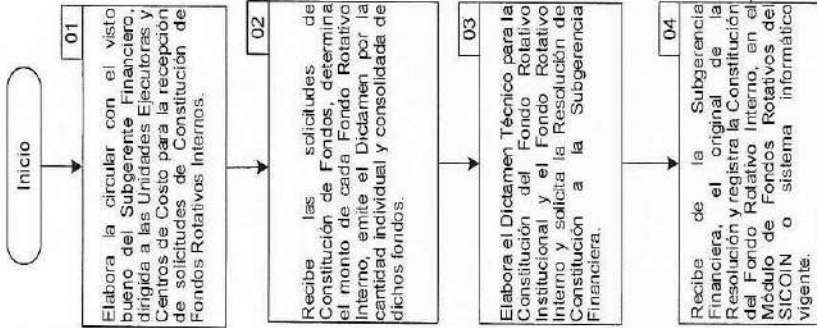 Inicio
01
Elabora la circular con el visto
bueno del Subgerente Financiero,
dirigida a las Unidades Ejecutoras y
Centros de Costo para la recepción
de solicitudes de Constitución de
Fondos Rotativos Internos.
02
Recibe las solicitudes de
Constitución de Fondos, determina
el monto de cada Fondo Rotativo
Interno, emite el Dictamen por la
cantidad individual y consolidada de
dichos fondos.
03
Elabora el Dictamen Técnico para la
Constitución del Fondo Rotativo
Institucional y el Fondo Rotativo
Interno y solicita la Resolución de
Constitución a la Subgerencia
Financiera.
04
Recibe de la Subgerencia
Financiera, el original de la
Resolución y registra la Constitución
del Fondo Rotativo Interno, en el
Módulo de Fondos Rotativos del
SICOIN o sistema informático
vigente.